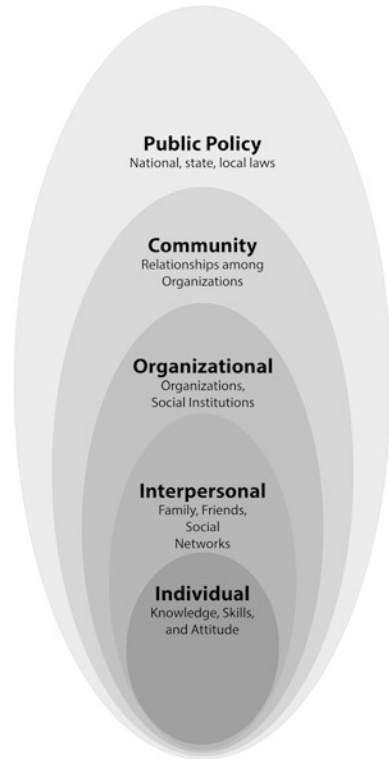 Public Policy
National, state, local laws
Community
Relationships among
Organizations
Organizational
Organizations,
Social Institutions
Interpersonal
Family, Friends,
Social
Networks
Individual
Knowledge, Skills,
and Attitude